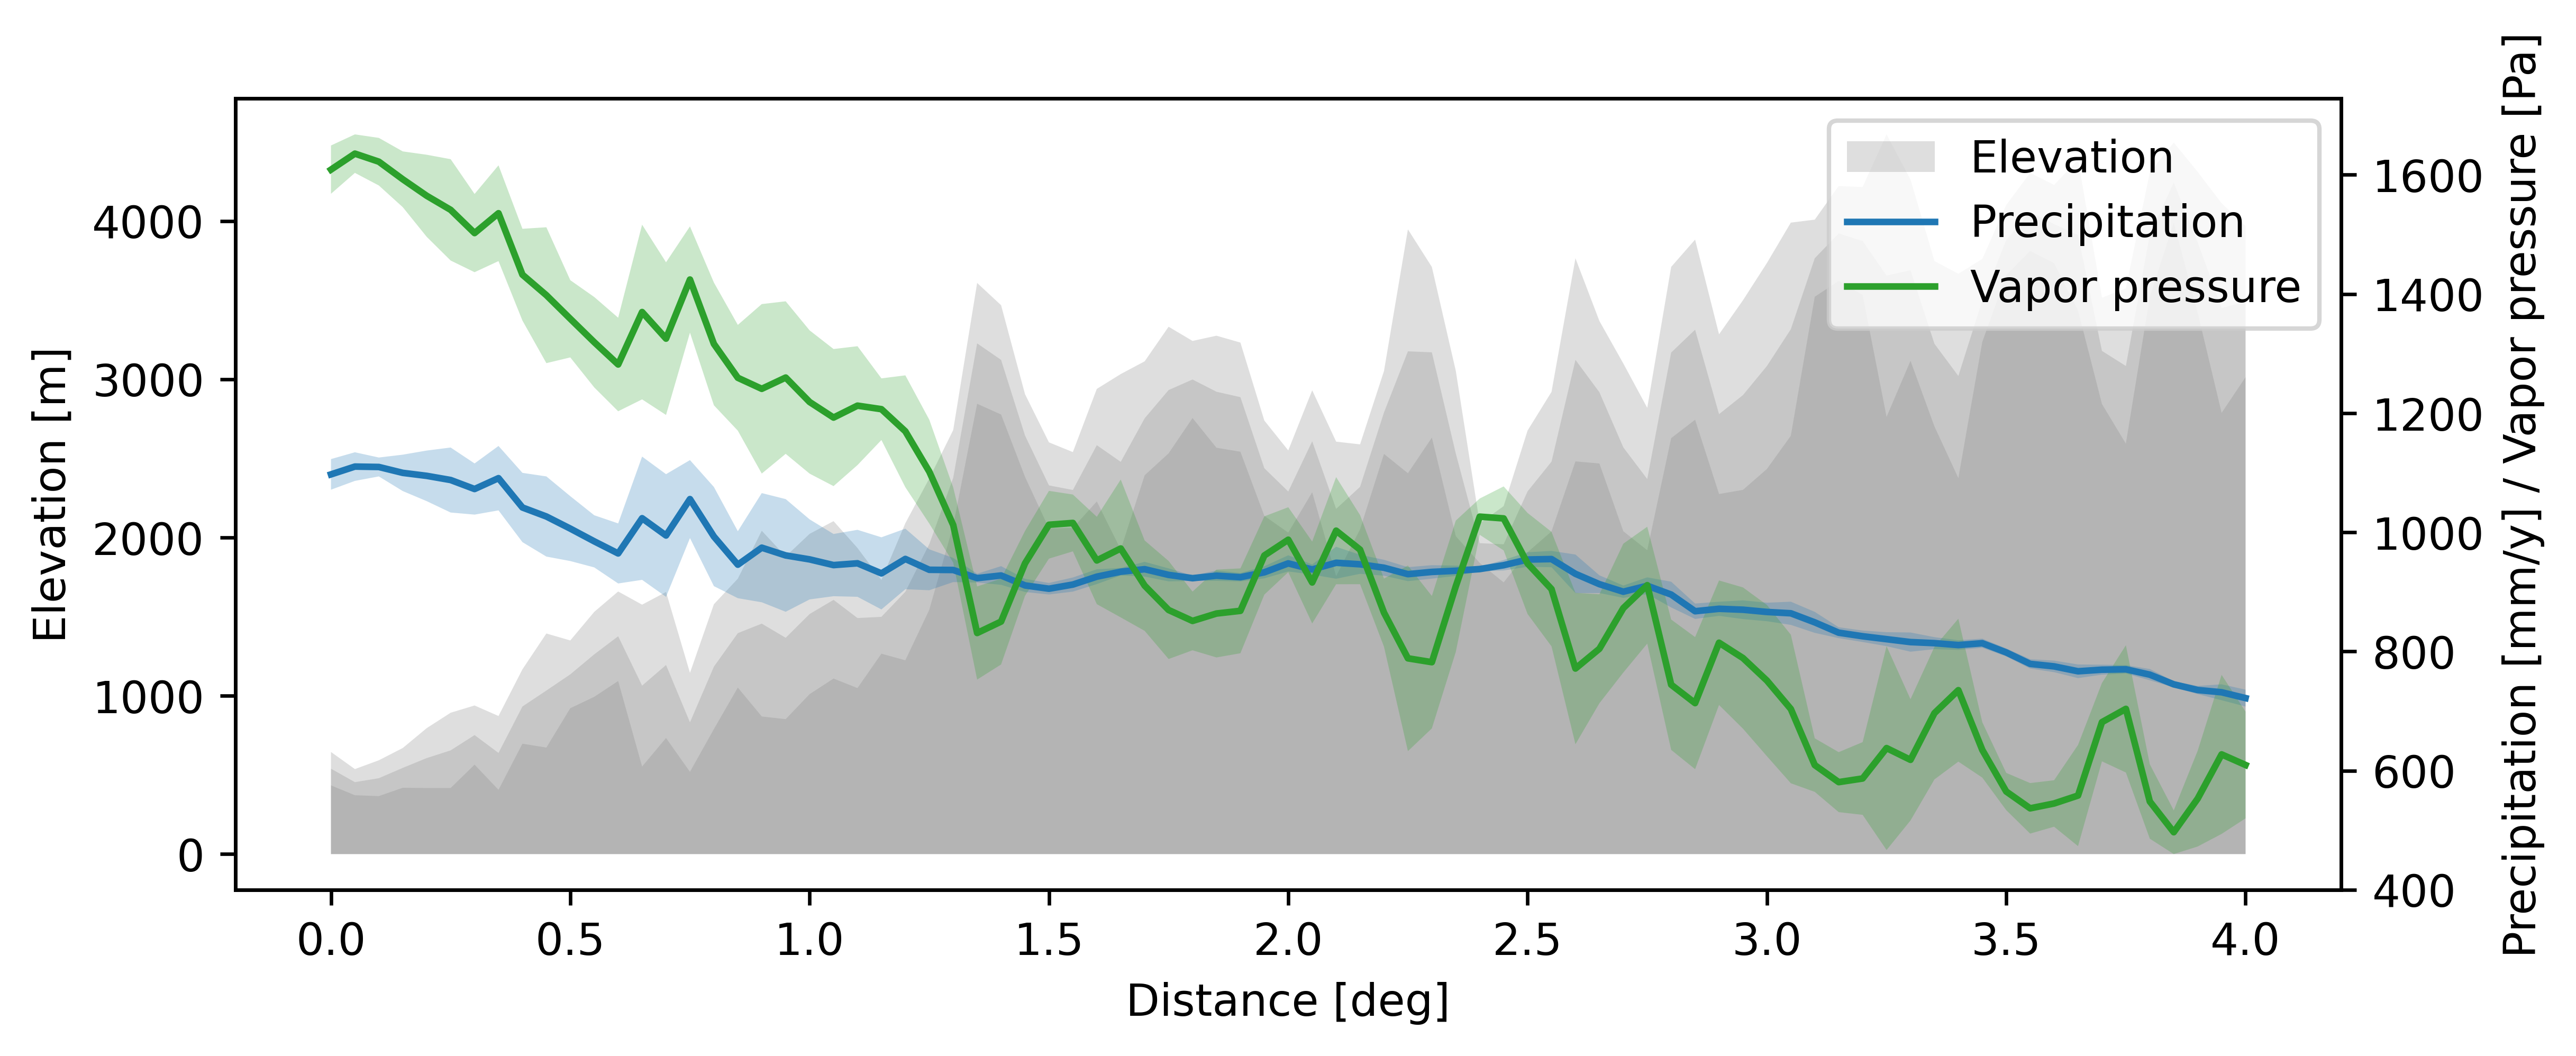 Elevation [m]
4000
3000
2000
1000
0
Elevation
Precipitation
Vapor pressure
1600
1400
1200
1000
800
600
400
Precipitation [mm/y] / Vapor pressure [Pa]
0.0 0.5 1.0 1.5 2.0 2.5 3.0 3.5 4.0
Distance [deg]